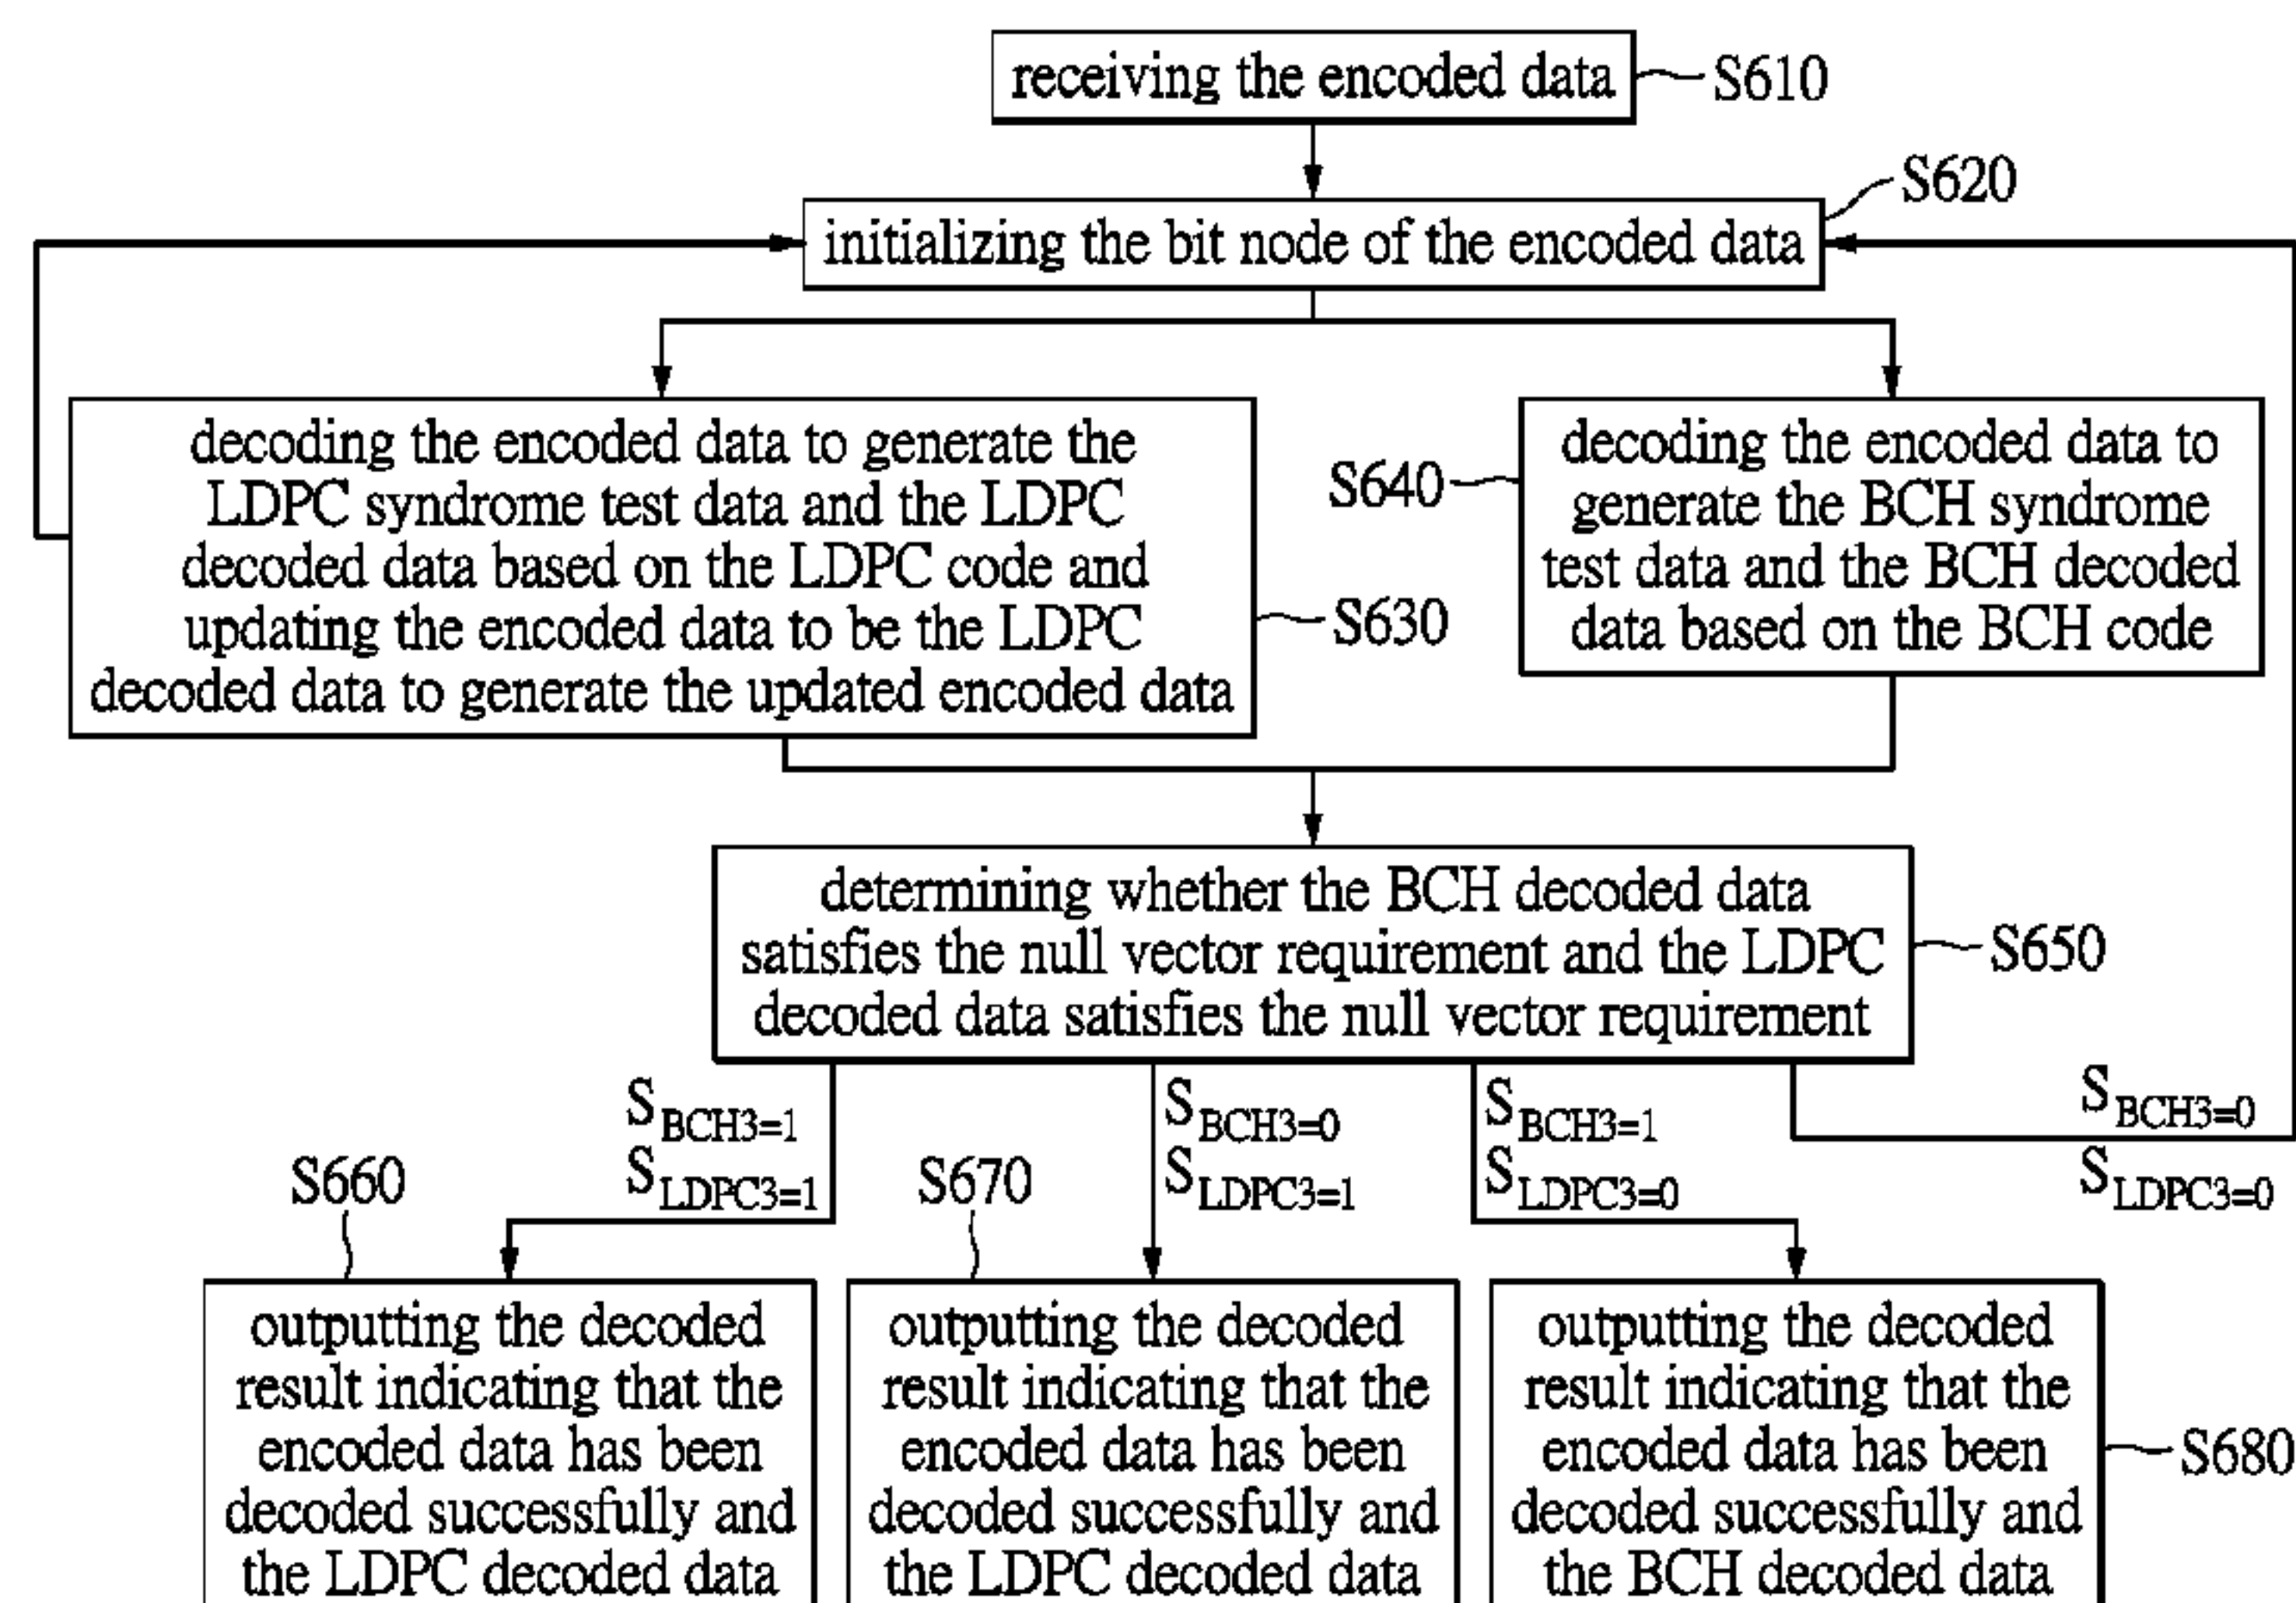 receiving the encoded data
S610
S620
initializing the bit node of the encoded data
decoding the encoded data to generate the
LDPC syndrome test data and the LDPC
decoded data based on the LDPC code and
updating the encoded data to be the LDPC
decoded data to generate the updated encoded data
S630
S640
decoding the encoded data to
generate the BCH syndrome
test data and the BCH decoded
data based on the BCH code
determining whether the BCH decoded data
satisfies the null vector requirement and the LDPC
decoded data satisfies the null vector requirement
S650
S BCH3=1
S LDPC3=1
S BCH3=0
S LDPC3=1
S BCH3=1
S LDPC3=0
S BCH3=0
S LDPC3=0
S660
outputting the decoded
result indicating that the
encoded data has been
decoded successfully and
the LDPC decoded data
S670
outputting the decoded
result indicating that the
encoded data has been
decoded successfully and
the LDPC decoded data
outputting the decoded
result indicating that the
encoded data has been
decoded successfully and
the BCH decoded data
S680